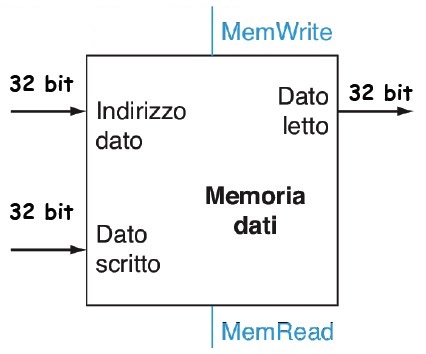 MemWrite
32 bit
Indirizzo
dato
Dato
letto
32 bit
Memoria
dati
32 bit
Dato
scritto
MemRead